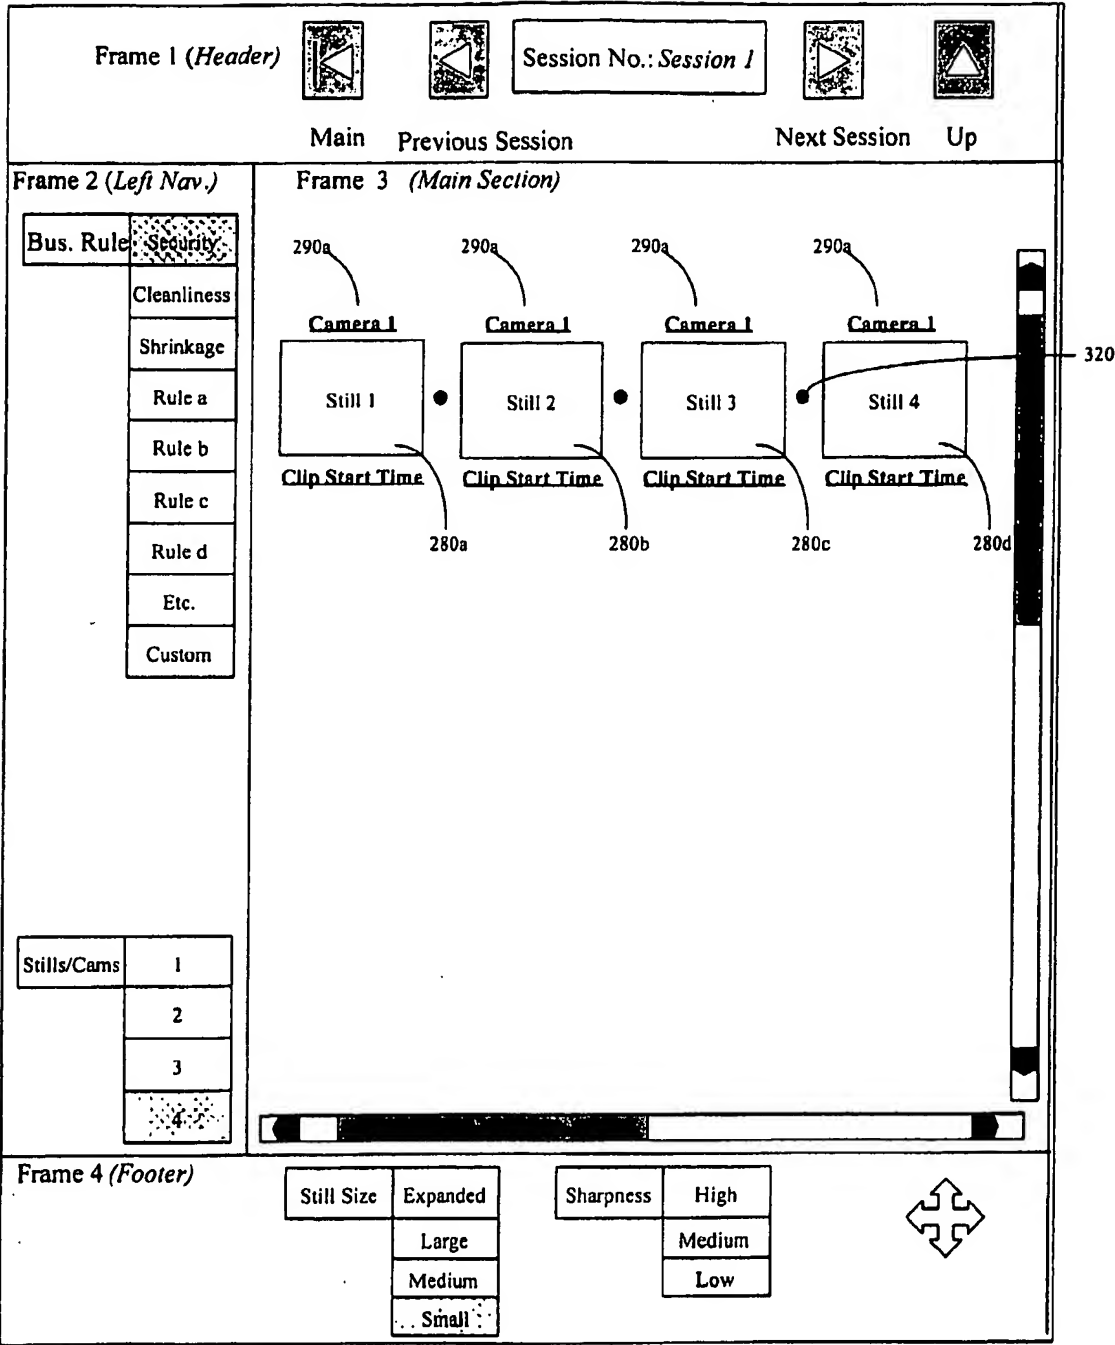 Frame 1 (Header)
Session No.: Session 1
Main
Previous Session
Next Session
Up
Frame 2 (Left Nav.)
Bus. Rule
Security
Cleanliness
Shrinkage
Rule a
Rule b
Rule c
Rule d
Etc.
Custom
Stills/Cams
1
2
3
4
Frame 3 (Main Section)
290a 290a 290a 290a
Camera 1 Camera 1 Camera 1 Camera 1
320
Still 1 Still 2 Still 3 Still 4
Clip Start Time Clip Start Time Clip Start Time Clip Start Time
280a 280b 280c 280d
Frame 4 (Footer)
Still Size
Expanded
Large
Medium
Small
Sharpness
High
Medium
Low